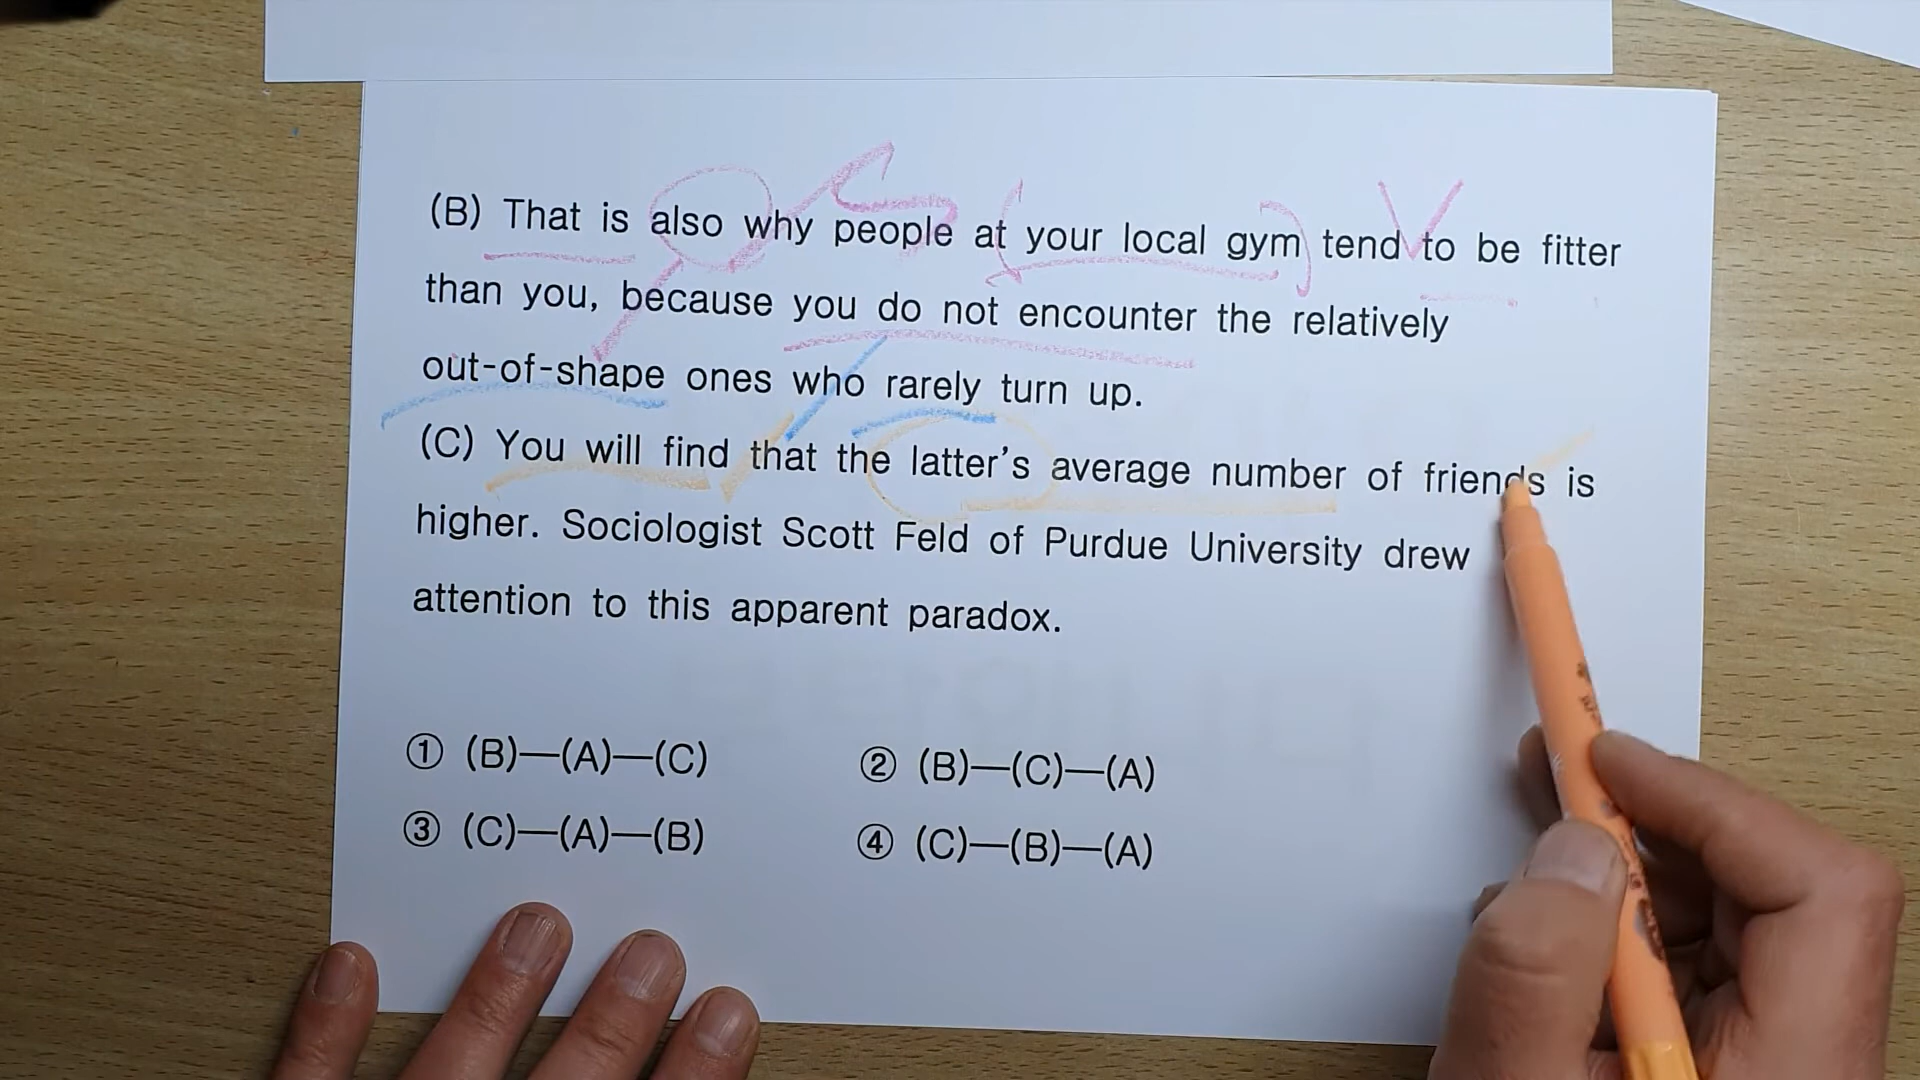 (B) That is also why people at your local gym tend to be fitter
than you, because you do not encounter the relatively
out-of-shape ones who rarely turn up.
(C) You will find that the latter's average number of friends is
higher. Sociologist Scott Feld of Purdue University drew
attention to this apparent paradox.
① (B)—(A)—(C) ② (B)—(C)—(A)
③ (C)—(A)—(B) ④ (C)—(B)—(A)